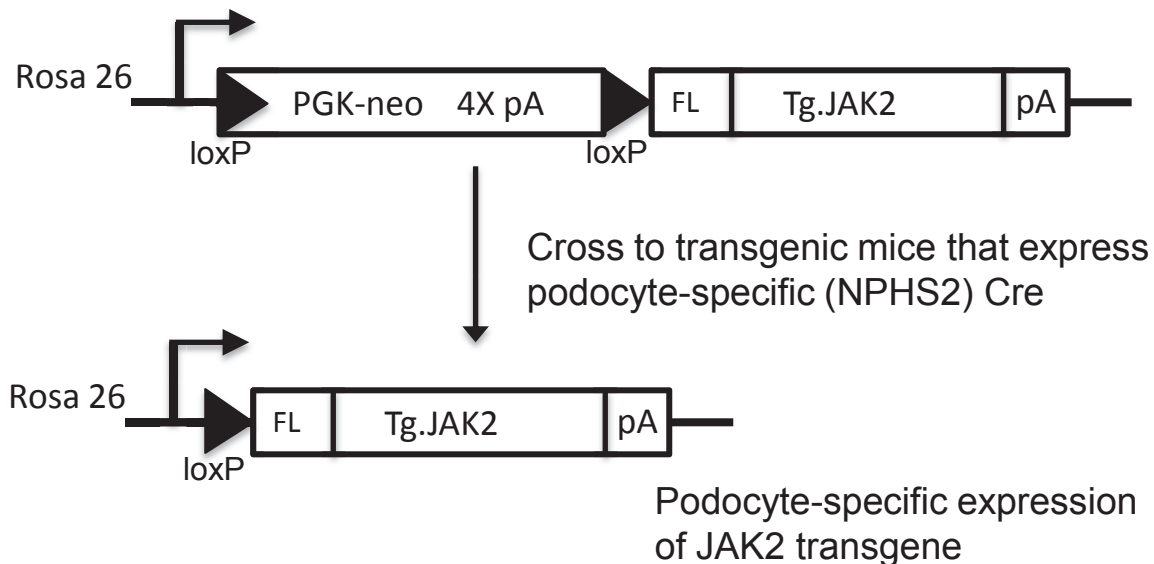 Rosa 26
PGK-neo 4X pA
FL
Tg.JAK2
pA
loxP
loxP
Cross to transgenic mice that express
podocyte-specific (NPHS2) Cre
Rosa 26
FL
Tg.JAK2
pA
loxP
Podocyte-specific expression
of JAK2 transgene